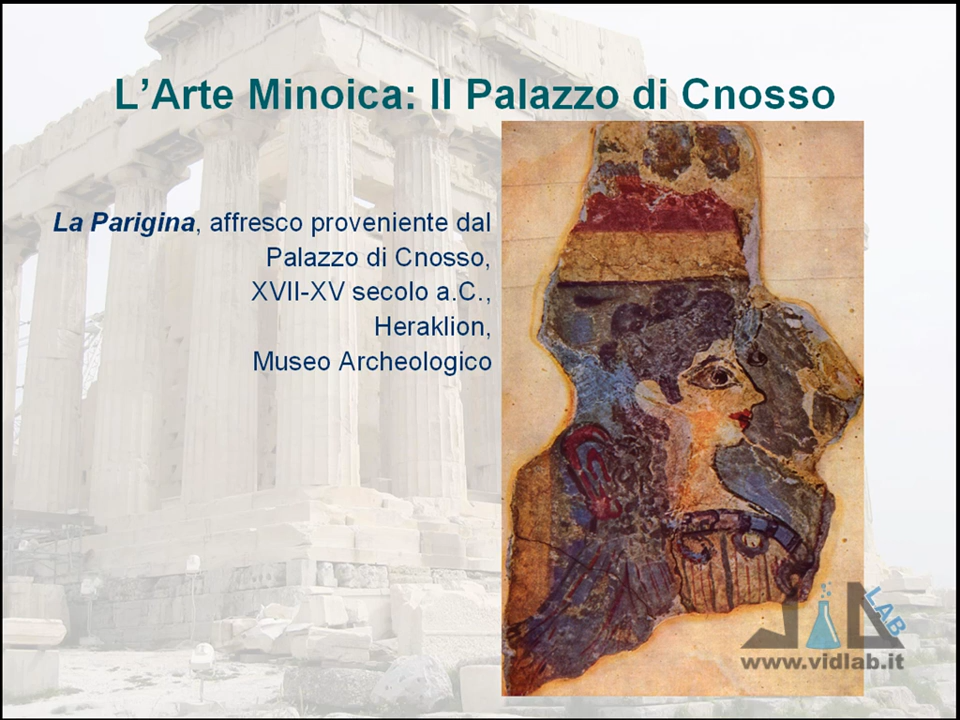 L'Arte Minoica: Il Palazzo di Cnosso
La Parigina, affresco proveniente dal
Palazzo di Cnosso,
XVII-XV secolo a.C.,
Heraklion,
Museo Archeologico
LAB
www.vidlab.it